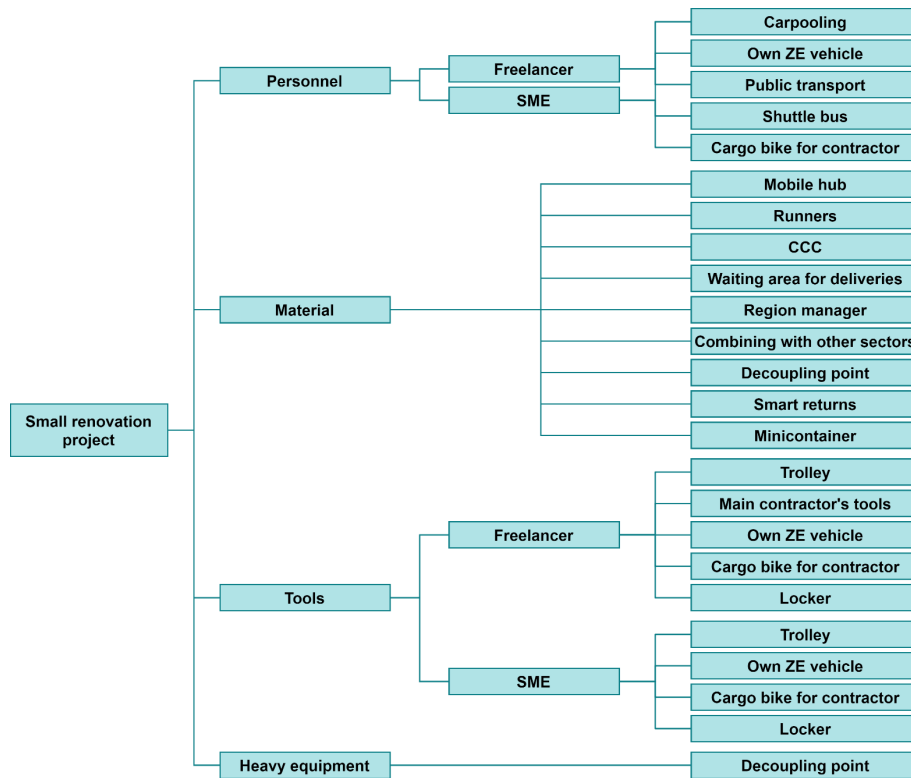 Carpooling
Own ZE vehicle
Public transport
Shuttle bus
Cargo bike for contractor
Freelancer
SME
Personnel
Mobile hub
Runners
CCC
Waiting area for deliveries
Region manager
Combining with other sectors
Decoupling point
Smart returns
Minicontainer
Material
Small renovation
project
Trolley
Main contractor's tools
Own ZE vehicle
Cargo bike for contractor
Locker
Freelancer
Tools
Trolley
Own ZE vehicle
Cargo bike for contractor
Locker
SME
Heavy equipment
Decoupling point